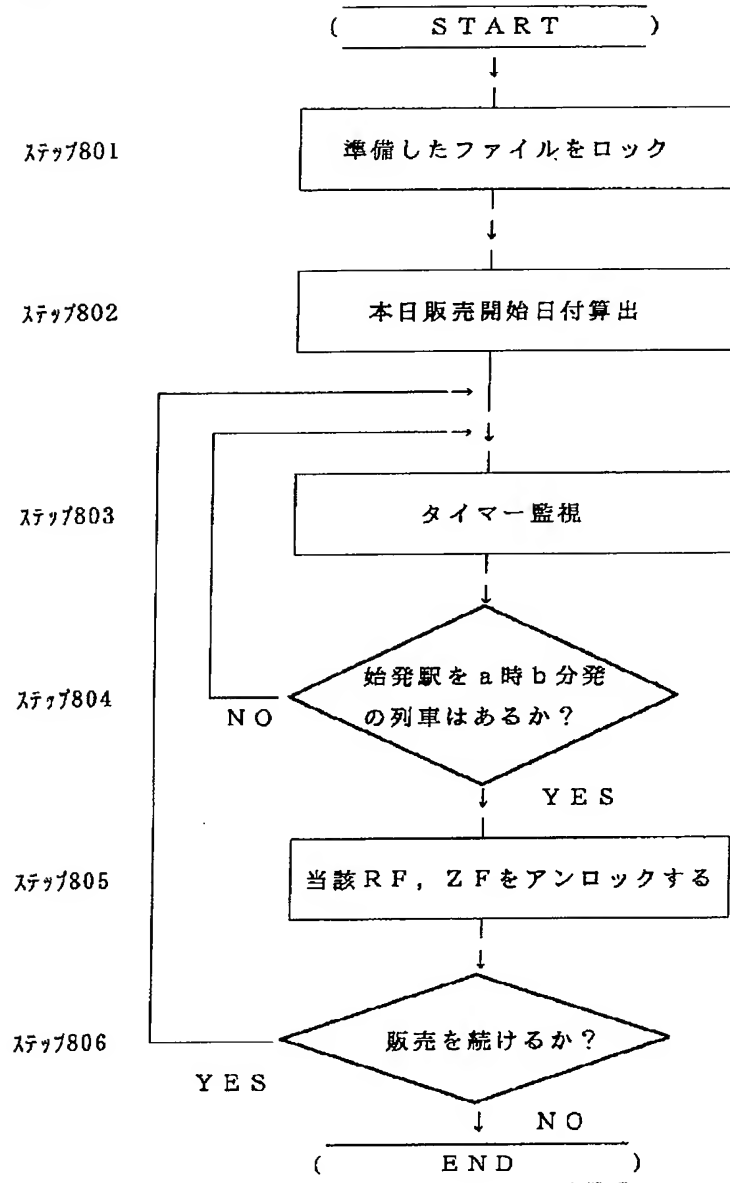 ( START )
ステップ801
準備したファイルをロック
ステップ802
本日販売開始日付算出
ステップ803
タイマー監視
ステップ804
始発駅をa時b分発
の列車はあるか?
NO
YES
ステップ805
当該RF,ZFをアンロックする
ステップ806
販売を続けるか?
YES
NO
( END )